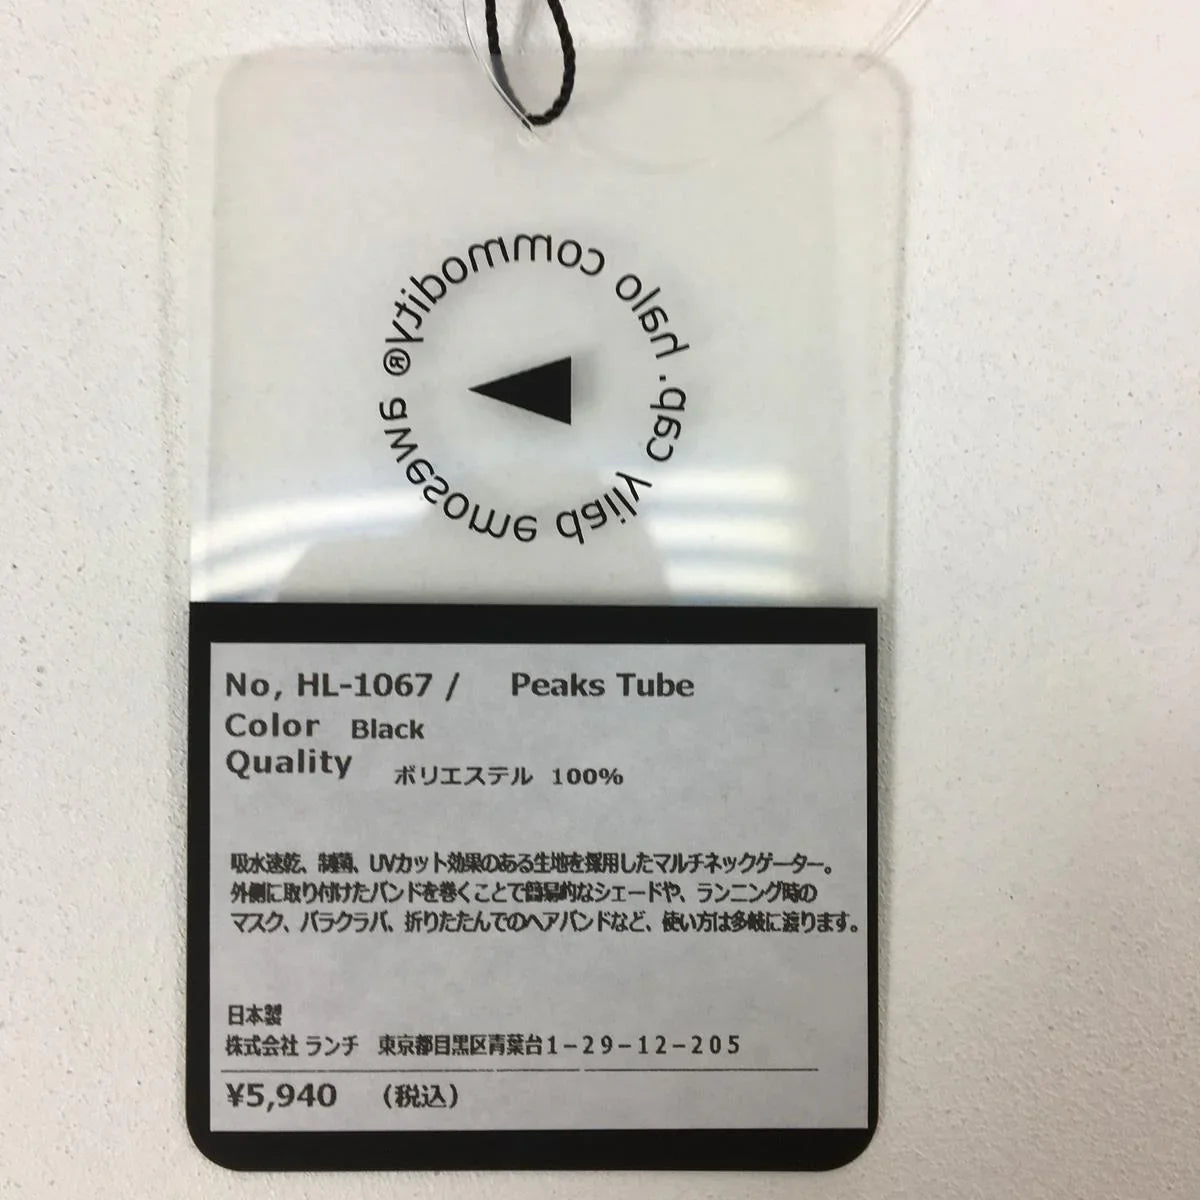 halo commodity®
awesome daily cap.
No, HL-1067 / Peaks Tube
Color Black
Quality ポリエステル 100%
吸水速乾、制菌、UVカット効果のある生地を採用したマルチネックゲーター。
外側に取り付けたバンドを巻くことで簡易的なシェードや、ランニング時の
マスク、バラクラバ、折りたたんでのヘアバンドなど、使い方は多岐に渡ります。
日本製
株式会社 ランチ 東京都目黒区青葉台1−29−12−205
¥5,940 （税込）